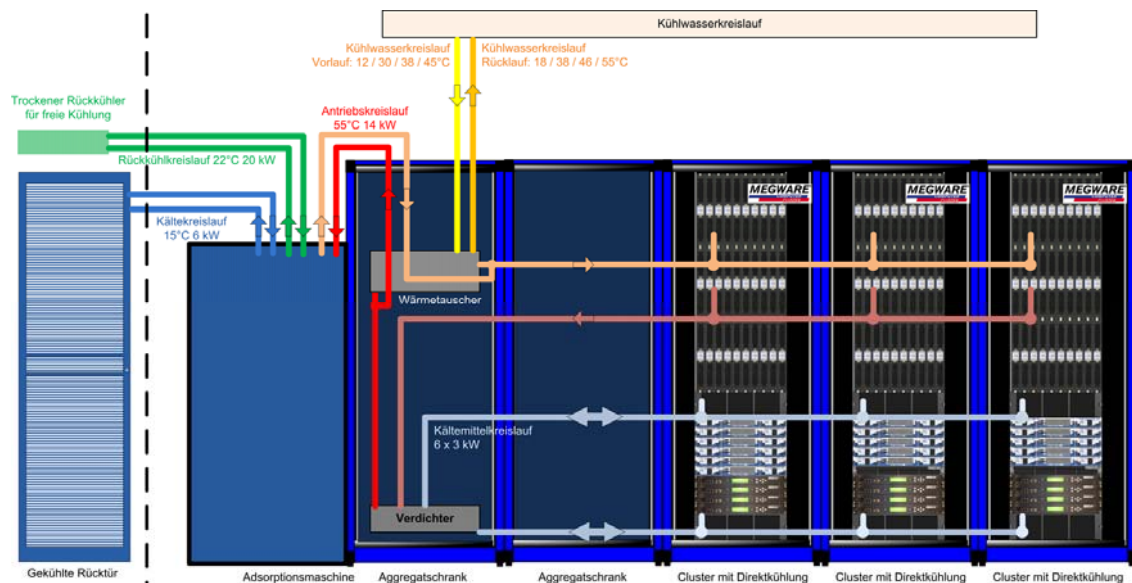 Kühlwasserkreislauf
Kühlwasserkreislauf
Vorlauf: 12 / 30 / 38 / 45°C
Kühlwasserkreislauf
Rücklauf: 18 / 38 / 46 / 55°C
Trockener Rückkühler
für freie Kühlung
Antriebskreislauf
55°C 14 kW
Rückkühlkreislauf 22°C 20 kW
Kältekreislauf
15°C 6 kW
MEGWARE
MEGWARE
MEGWARE
Wärmetauscher
Kältemittelkreislauf
6 x 3 kW
Verdichter
Gekühlte Rücktür
Adsorptionsmaschine
Aggregatschrank
Aggregatschrank
Cluster mit Direktkühlung
Cluster mit Direktkühlung
Cluster mit Direktkühlung